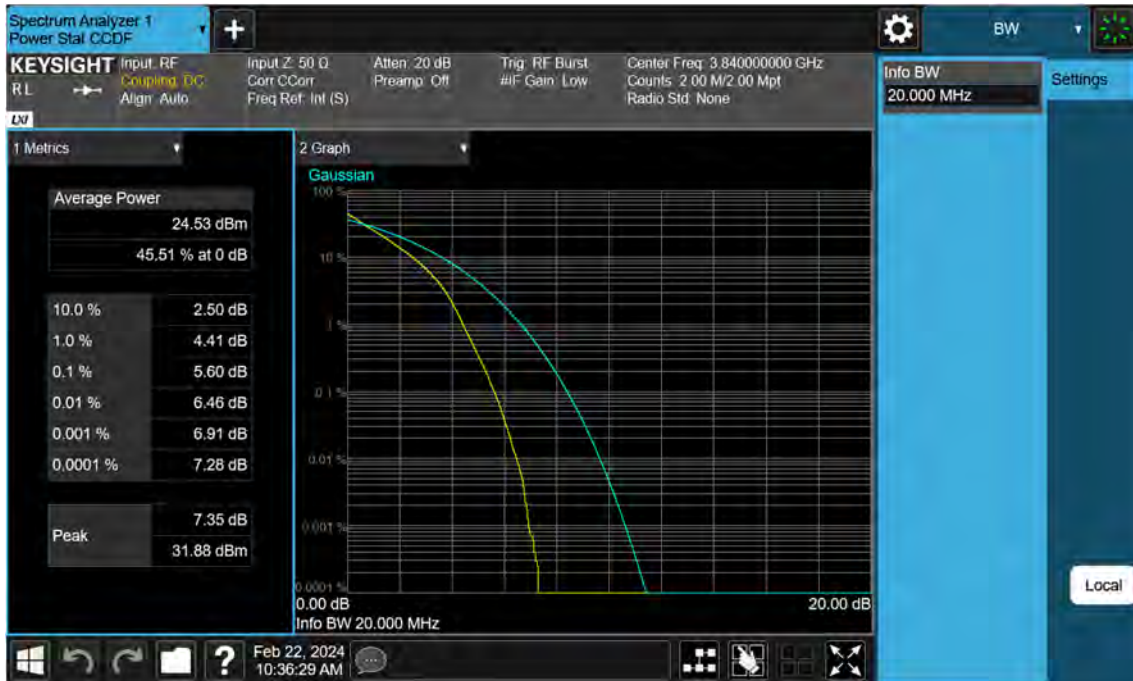 Spectrum Analyzer 1
Power Stat CCDF
+
BW
KEYSIGHT
RL
LXI
Input: RF
Coupling: DC
Align: Auto
Input Z: 50 Ω
Corr CCorr
Freq Ref: Int (S)
Atten: 20 dB
Preamp: Off
Trig: RF Burst
#IF Gain: Low
Center Freq: 3.840000000 GHz
Counts: 2.00 M/2.00 Mpt
Radio Std: None
Info BW
20.000 MHz
Settings
1 Metrics
Average Power
24.53 dBm
45.51 % at 0 dB
10.0 % 2.50 dB
1.0 % 4.41 dB
0.1 % 5.60 dB
0.01 % 6.46 dB
0.001 % 6.91 dB
0.0001 % 7.28 dB
Peak
7.35 dB
31.88 dBm
2 Graph
Gaussian
100 %
10 %
1 %
0.1 %
0.01 %
0.001 %
0.0001 %
0.00 dB 20.00 dB
Info BW 20.000 MHz
Local
?
Feb 22, 2024
10:36:29 AM